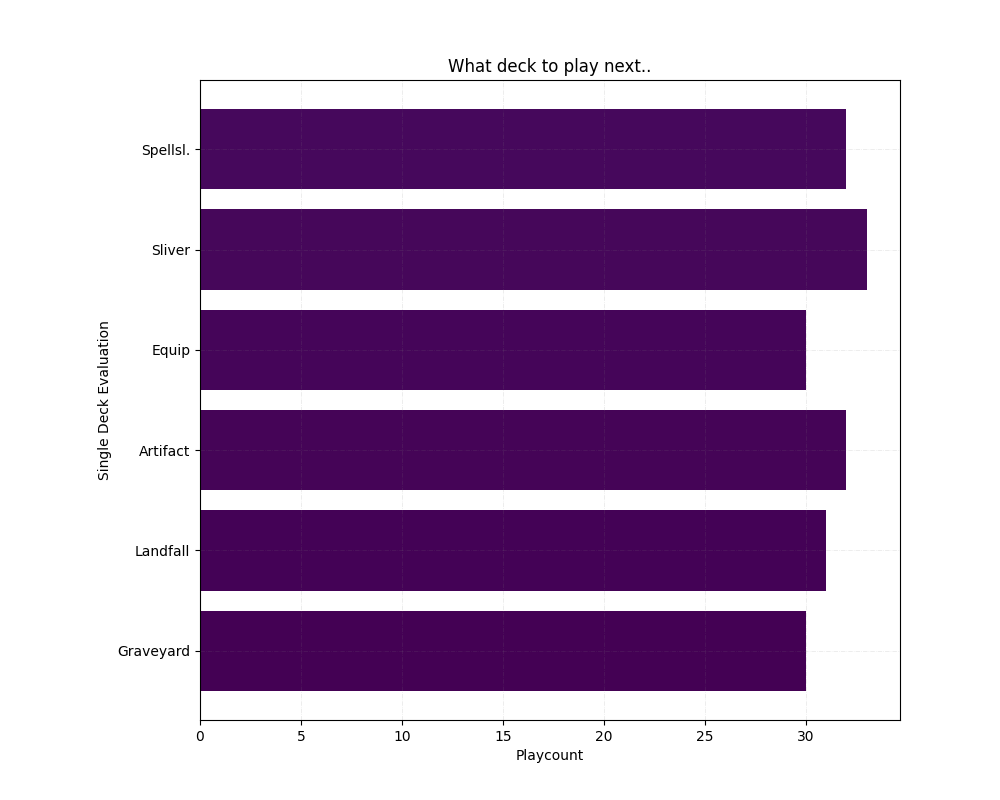 What deck to play next..
Single Deck Evaluation
Spellsl.
Sliver
Equip
Artifact
Landfall
Graveyard
0 5 10 15 20 25 30
Playcount